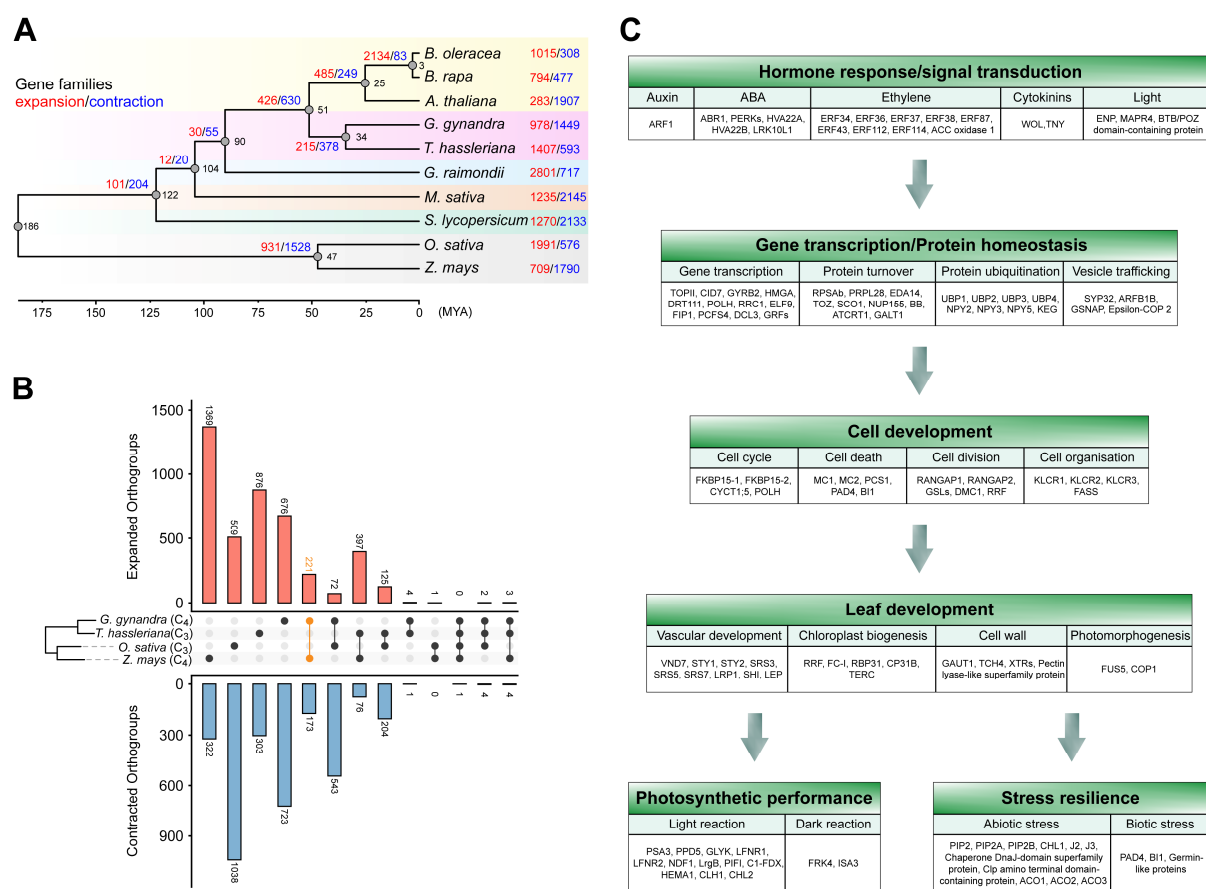 A
Gene families
expansion/contraction
2134/83
3
485/249
25
426/630
51
215/378
34
30/55
90
12/20
104
101/204
122
186
931/1528
47
B. oleracea 1015/308
B. rapa 794/477
A. thaliana 283/1907
G. gynandra 978/1449
T. hassleriana 1407/593
G. raimondii 2801/717
M. sativa 1235/2145
S. lycopersicum 1270/2133
O. sativa 1991/576
Z. mays 709/1790
175 150 125 100 75 50 25 0 (MYA)
B
Expanded Orthogroups
1500
1000
500
0
1369 509 876 676 221 72 397 125 4 1 0 2 3
G. gynandra (C4)
T. hassleriana(C3)
O. sativa (C3)
Z. mays (C4)
Contracted Orthogroups
0
300
600
900
322 1038 303 723 173 543 76 204 1 0 1 4 4
C
Hormone response/signal transduction
Auxin ABA Ethylene Cytokinins Light
ARF1
ABR1, PERKs, HVA22A,
HVA22B, LRK10L1
ERF34, ERF36, ERF37, ERF38, ERF87,
ERF43, ERF112, ERF114, ACC oxidase 1
WOL,TNY
ENP, MAPR4, BTB/POZ
domain-containing protein
Gene transcription/Protein homeostasis
Gene transcription Protein turnover Protein ubiquitination Vesicle trafficking
TOPII, CID7, GYRB2, HMGA,
DRT111, POLH, RRC1, ELF9,
FIP1, PCFS4, DCL3, GRFs
RPSAb, PRPL28, EDA14,
TOZ, SCO1, NUP155, BB,
ATCRT1, GALT1
UBP1, UBP2, UBP3, UBP4,
NPY2, NPY3, NPY5, KEG
SYP32, ARFB1B,
GSNAP, Epsilon-COP 2
Cell development
Cell cycle Cell death Cell division Cell organisation
FKBP15-1, FKBP15-2,
CYCT1;5, POLH
MC1, MC2, PCS1,
PAD4, BI1
RANGAP1, RANGAP2,
GSLs, DMC1, RRF
KLCR1, KLCR2, KLCR3,
FASS
Leaf development
Vascular development Chloroplast biogenesis Cell wall Photomorphogenesis
VND7, STY1, STY2, SRS3,
SRS5, SRS7, LRP1, SHI, LEP
RRF, FC-I, RBP31, CP31B,
TERC
GAUT1, TCH4, XTRs, Pectin
lyase-like superfamily protein
FUS5, COP1
Photosynthetic performance
Light reaction Dark reaction
PSA3, PPD5, GLYK, LFNR1,
LFNR2, NDF1, LrgB, PIFI, C1-FDX,
HEMA1, CLH1, CHL2
FRK4, ISA3
Stress resilience
Abiotic stress Biotic stress
PIP2, PIP2A, PIP2B, CHL1, J2, J3,
Chaperone DnaJ-domain superfamily
protein, Clp amino terminal domain-
containing protein, ACO1, ACO2, ACO3
PAD4, BI1, Germin-
like proteins